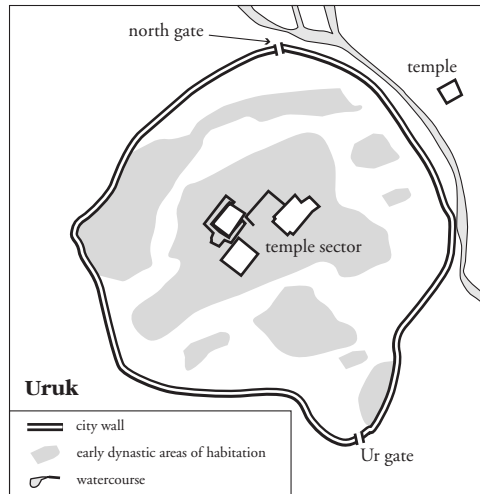 north gate
temple
temple sector
Uruk
city wall
early dynastic areas of habitation
watercourse
Ur gate